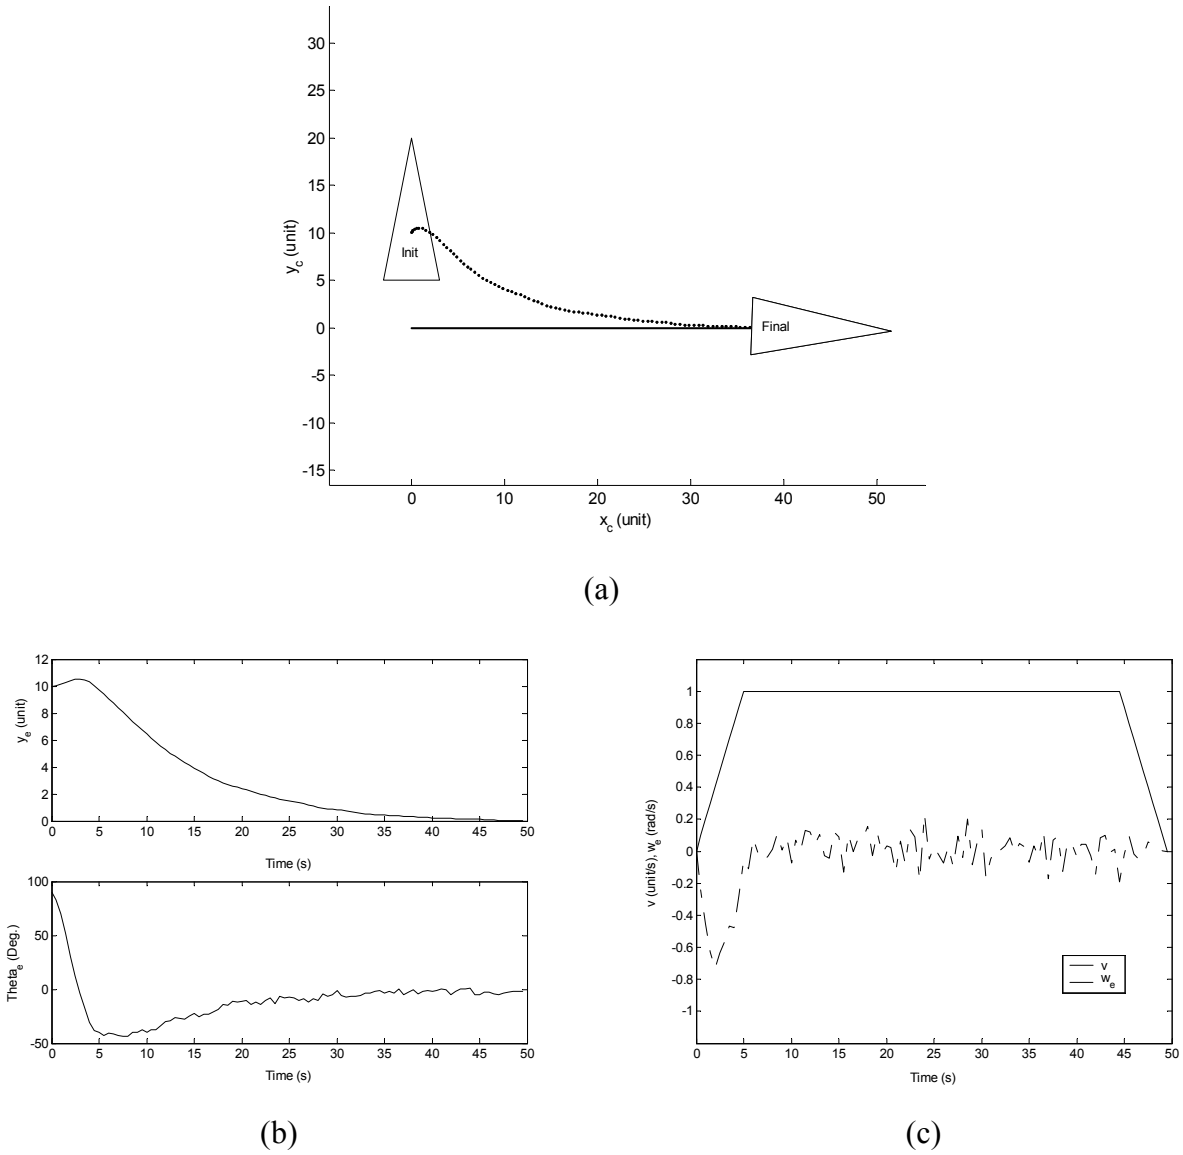 30
25
20
15
10
5
0
-5
-10
-15
y_c (unit)
Init
Final
0 10 20 30 40 50
x_c (unit)
(a)
12
10
8
6
4
2
0
y_e (unit)
0 5 10 15 20 25 30 35 40 45 50
Time (s)
100
50
0
-50
Theta_e (Deg.)
0 5 10 15 20 25 30 35 40 45 50
Time (s)
(b)
1
0.8
0.6
0.4
0.2
0
-0.2
-0.4
-0.6
-0.8
-1
v (unit/s), w_e (rad/s)
v
w_e
0 5 10 15 20 25 30 35 40 45 50
Time (s)
(c)